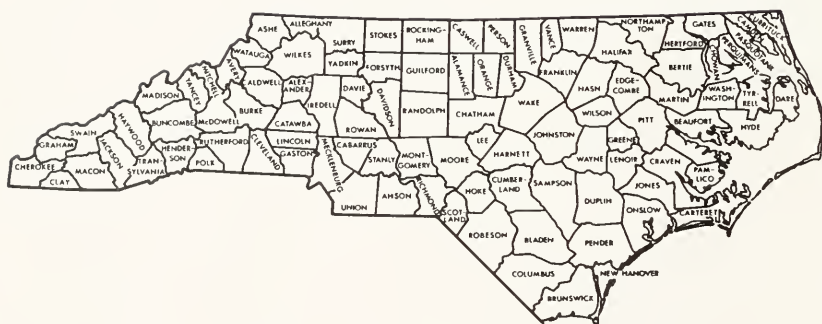 ASHE
ALLEGHANY
SURRY
STOKES
ROCKING-
HAM
CASWELL
PERSON
GRANVILLE
VANCE
WARREN
NORTHAMP
TON
GATES
HERTFORD
CURRITUCK
CAMDEN
PASQUOTANK
PERQUIMANS
CHOWAN
WATAUGA
WILKES
YADKIN
FORSYTH
GUILFORD
ALAMANCE
ORANGE
DURHAM
FRANKLIN
HALIFAX
BERTIE
AVERY
MITCHELL
YANCEY
MADISON
CALDWELL
ALEX-
ANDER
IREDELL
DAVIE
DAVIDSON
RANDOLPH
CHATHAM
WAKE
HASH
EDGE-
COMBE
MARTIN
WASH-
INGTON
TYR-
RELL
DARE
BUNCOMBE
McDOWELL
BURKE
CATAWBA
ROWAN
WILSON
PITT
BEAUFORT
HYDE
SWAIN
HAYWOOD
GRAHAM
CHEROKEE
CLAY
MACON
JACKSON
TRAN-
SYLVANIA
HENDER-
SON
POLK
RUTHERFORD
CLEVELAND
LINCOLN
GASTON
MECKLENBURG
CABARRUS
STANLY
MONT-
GOMERY
MOORE
LEE
HARNETT
JOHNSTON
WAYNE
GREENE
LENOIR
CRAVEN
PAM-
LICO
UNION
AHSON
RICHMOND
SCOT-
LAND
HOKE
CUMBER-
LAND
SAMPSON
DUPLIN
JONES
ONSLOW
CARTERET
ROBESON
BLADEN
PENDER
COLUMBUS
NEW HANOVER
BRUNSWICK